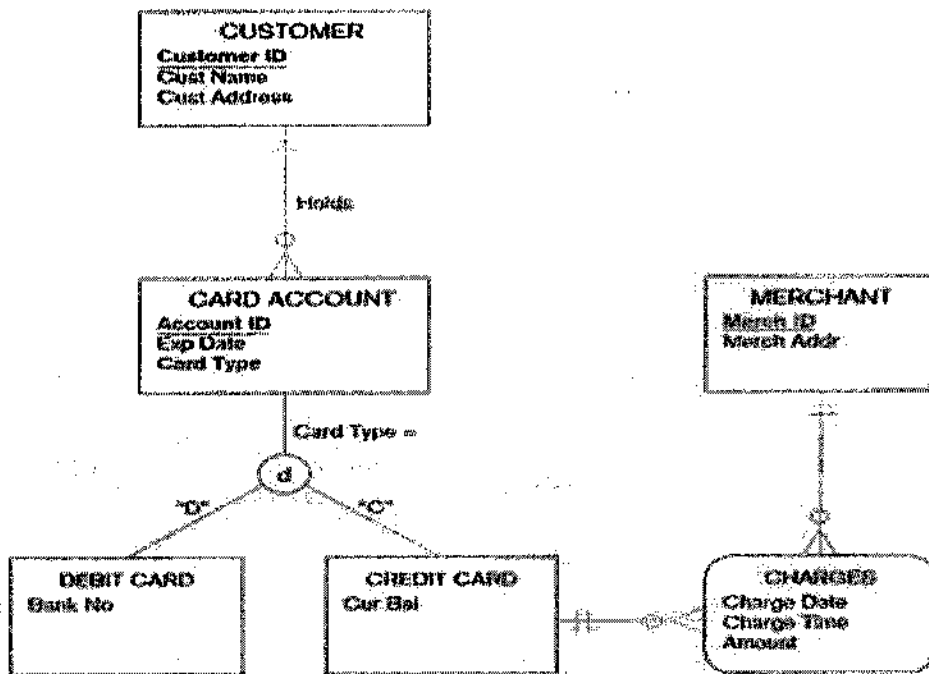 CUSTOMER
Customer ID
Cust Name
Cust Address
Holds
CARD ACCOUNT
Account ID
Exp Date
Card Type
MERCHANT
Merch ID
Merch Addr
Card Type =
d
"D"
"C"
DEBIT CARD
Bank No
CREDIT CARD
Cur Bal
CHARGES
Charge Date
Charge Time
Amount